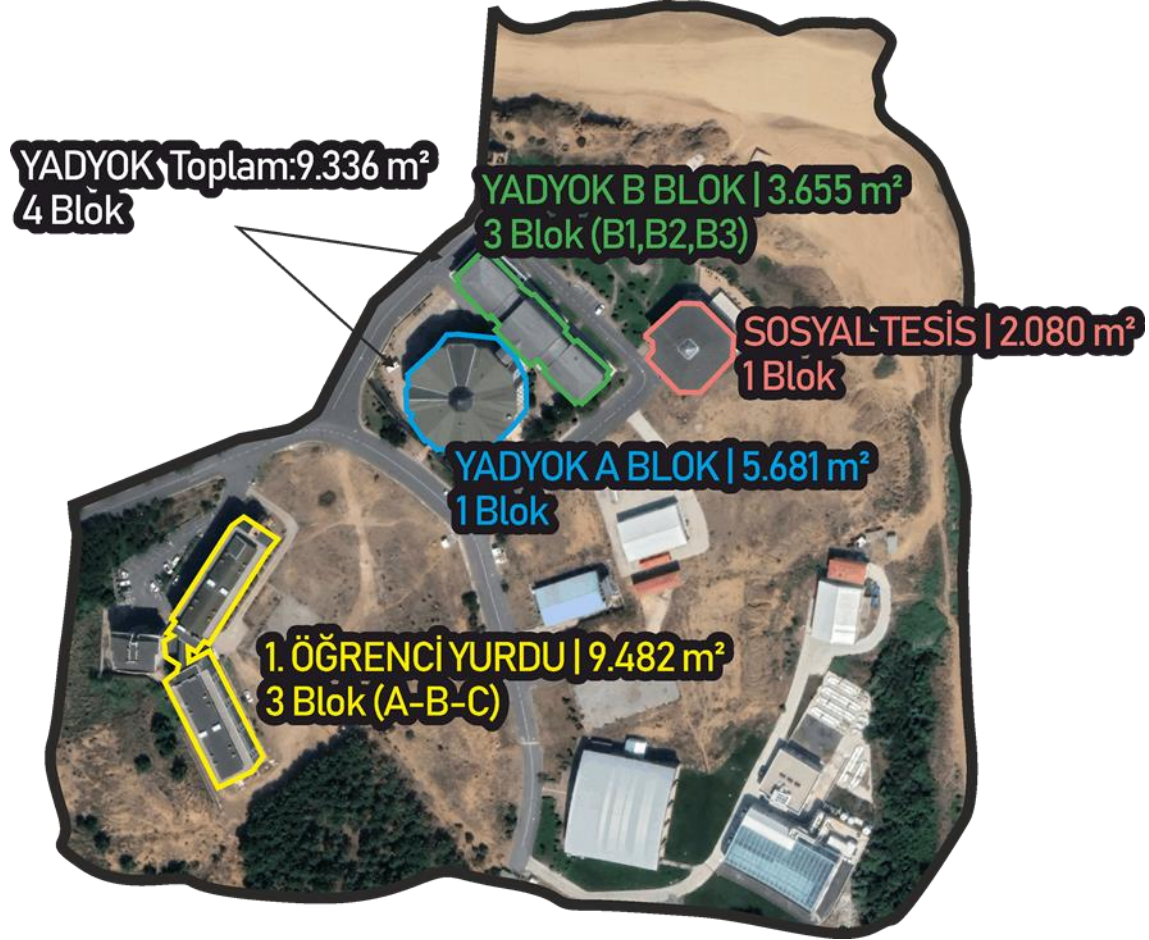 YADYOK Toplam:9.336 m²
4 Blok
YADYOK B BLOK | 3.655 m²
3 Blok (B1,B2,B3)
SOSYAL TESİS | 2.080 m²
1 Blok
YADYOK A BLOK | 5.681 m²
1 Blok
1. ÖĞRENCİ YURDU | 9.482 m²
3 Blok (A-B-C)